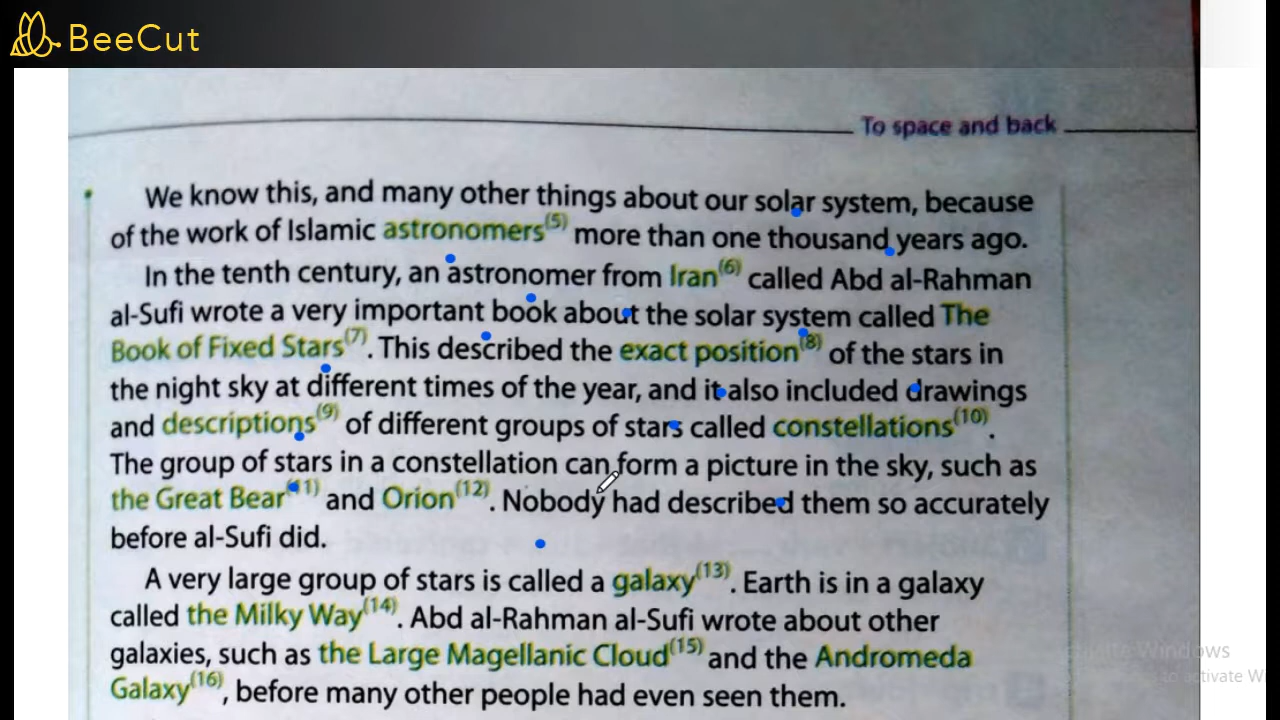 BeeCut
To space and back
We know this, and many other things about our solar system, because
of the work of Islamic astronomers(5) more than one thousand years ago.
In the tenth century, an astronomer from Iran(6) called Abd al-Rahman
al-Sufi wrote a very important book about the solar system called The
Book of Fixed Stars(7). This described the exact position(8) of the stars in
the night sky at different times of the year, and it also included drawings
and descriptions(9) of different groups of stars called constellations(10).
The group of stars in a constellation can form a picture in the sky, such as
the Great Bear(11) and Orion(12). Nobody had described them so accurately
before al-Sufi did.
A very large group of stars is called a galaxy(13). Earth is in a galaxy
called the Milky Way(14). Abd al-Rahman al-Sufi wrote about other
galaxies, such as the Large Magellanic Cloud(15) and the Andromeda
Galaxy(16), before many other people had even seen them.
Windows
to activate W